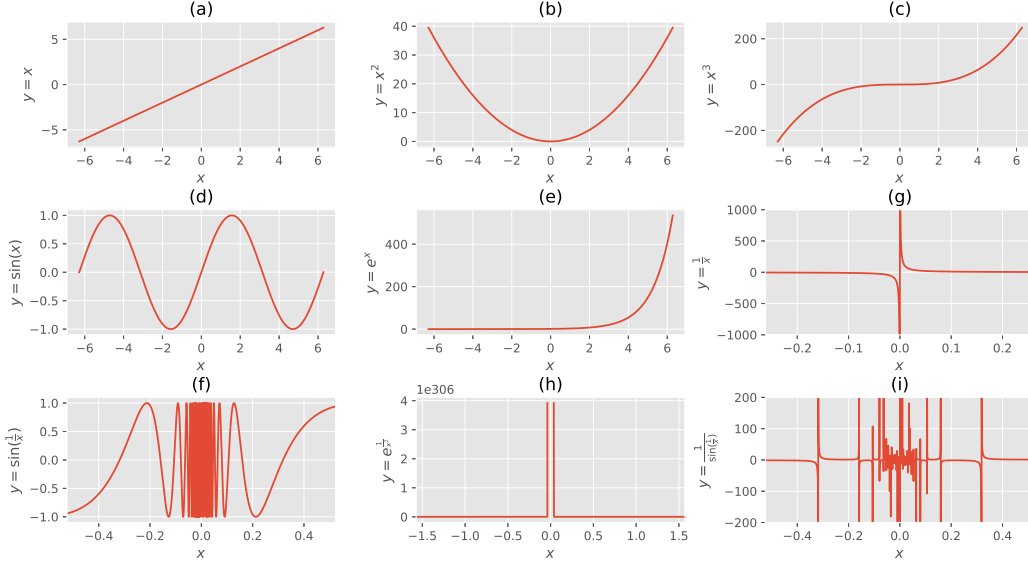 (a)
y = x
5
0
−5
−6 −4 −2 0 2 4 6
x
(b)
y = x²
40
30
20
10
0
−6 −4 −2 0 2 4 6
x
(c)
y = x³
200
0
−200
−6 −4 −2 0 2 4 6
x
(d)
y = sin(x)
1.0
0.5
0.0
−0.5
−1.0
−6 −4 −2 0 2 4 6
x
(e)
y = eˣ
400
200
0
−6 −4 −2 0 2 4 6
x
(g)
y = 1/x
1000
500
0
−500
−1000
−0.2 −0.1 0.0 0.1 0.2
x
(f)
y = sin(1/x)
1.0
0.5
0.0
−0.5
−1.0
−0.4 −0.2 0.0 0.2 0.4
x
(h)
1e306
y = e^(1/x²)
4
3
2
1
0
−1.5 −1.0 −0.5 0.0 0.5 1.0 1.5
x
(i)
y = 1/sin(1/x)
200
100
0
−100
−200
−0.4 −0.2 0.0 0.2 0.4
x